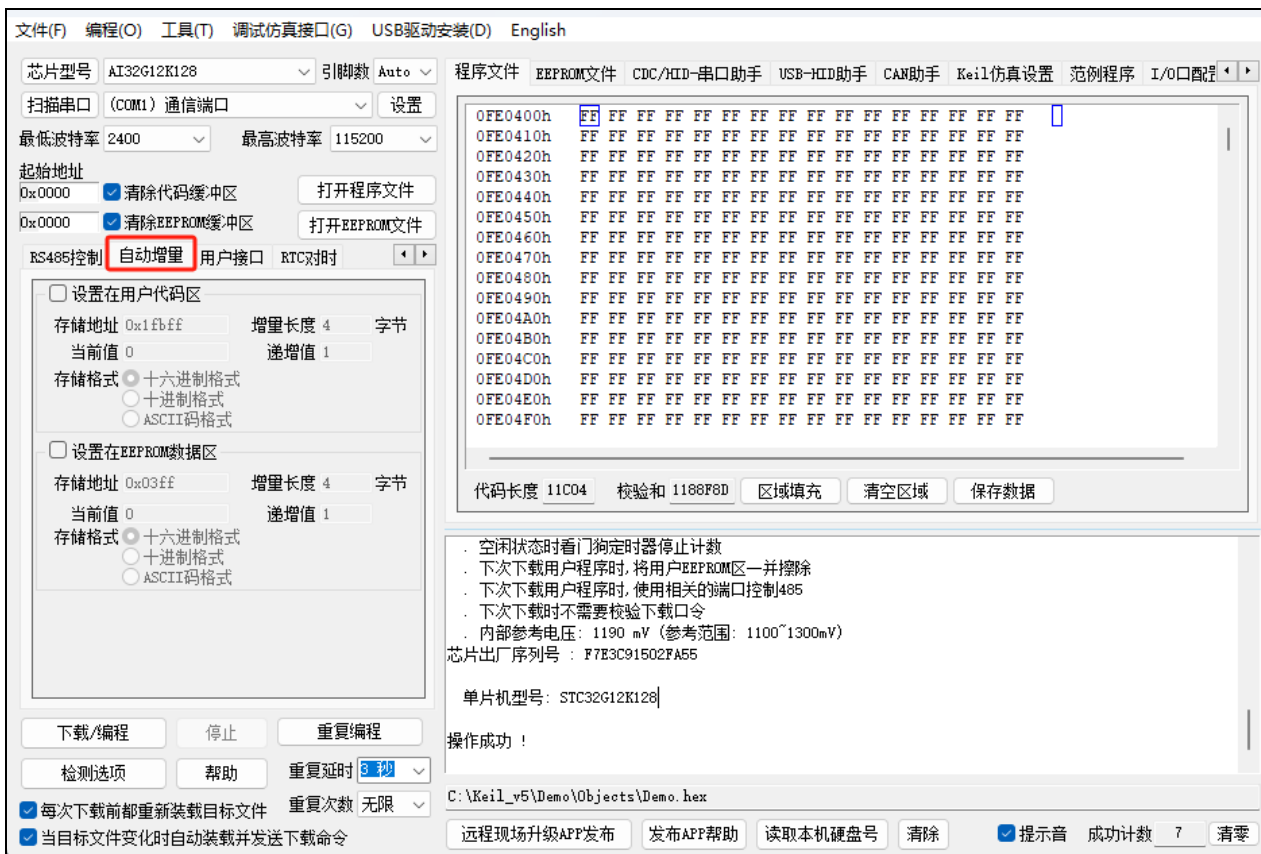 文件(F) 编程(O) 工具(T) 调试仿真接口(G) USB驱动安装(D) English
芯片型号 AI32G12K128 引脚数 Auto
扫描串口 (COM1) 通信端口 设置
最低波特率 2400 最高波特率 115200
起始地址
0x0000 清除代码缓冲区 打开程序文件
0x0000 清除EEPROM缓冲区 打开EEPROM文件
RS485控制 自动增量 用户接口 RTC对时
设置在用户代码区
存储地址 0x1fbff 增量长度 4 字节
当前值 0 递增值 1
存储格式 十六进制格式
十进制格式
ASCII码格式
设置在EEPROM数据区
存储地址 0x03ff 增量长度 4 字节
当前值 0 递增值 1
存储格式 十六进制格式
十进制格式
ASCII码格式
下载/编程 停止 重复编程
检测选项 帮助 重复延时 3 秒
每次下载前都重新装载目标文件 重复次数 无限
当目标文件变化时自动装载并发送下载命令
程序文件 EEPROM文件 CDC/HID-串口助手 USB-HID助手 CAN助手 Keil仿真设置 范例程序 I/O口配
0FE0400h FF FF FF FF FF FF FF FF FF FF FF FF FF FF FF FF
0FE0410h FF FF FF FF FF FF FF FF FF FF FF FF FF FF FF FF
0FE0420h FF FF FF FF FF FF FF FF FF FF FF FF FF FF FF FF
0FE0430h FF FF FF FF FF FF FF FF FF FF FF FF FF FF FF FF
0FE0440h FF FF FF FF FF FF FF FF FF FF FF FF FF FF FF FF
0FE0450h FF FF FF FF FF FF FF FF FF FF FF FF FF FF FF FF
0FE0460h FF FF FF FF FF FF FF FF FF FF FF FF FF FF FF FF
0FE0470h FF FF FF FF FF FF FF FF FF FF FF FF FF FF FF FF
0FE0480h FF FF FF FF FF FF FF FF FF FF FF FF FF FF FF FF
0FE0490h FF FF FF FF FF FF FF FF FF FF FF FF FF FF FF FF
0FE04A0h FF FF FF FF FF FF FF FF FF FF FF FF FF FF FF FF
0FE04B0h FF FF FF FF FF FF FF FF FF FF FF FF FF FF FF FF
0FE04C0h FF FF FF FF FF FF FF FF FF FF FF FF FF FF FF FF
0FE04D0h FF FF FF FF FF FF FF FF FF FF FF FF FF FF FF FF
0FE04E0h FF FF FF FF FF FF FF FF FF FF FF FF FF FF FF FF
0FE04F0h FF FF FF FF FF FF FF FF FF FF FF FF FF FF FF FF
代码长度 11C04 校验和 1188F8D 区域填充 清空区域 保存数据
. 空闲状态时看门狗定时器停止计数
. 下次下载用户程序时,将用户EEPROM区一并擦除
. 下次下载用户程序时,使用相关的端口控制485
. 下次下载时不需要校验下载口令
. 内部参考电压: 1190 mV (参考范围: 1100~1300mV)
芯片出厂序列号 : F7E3C91502FA55
单片机型号: STC32G12K128
操作成功 !
C:\Keil_v5\Demo\Objects\Demo.hex
远程现场升级APP发布 发布APP帮助 读取本机硬盘号 清除 提示音 成功计数 7 清零